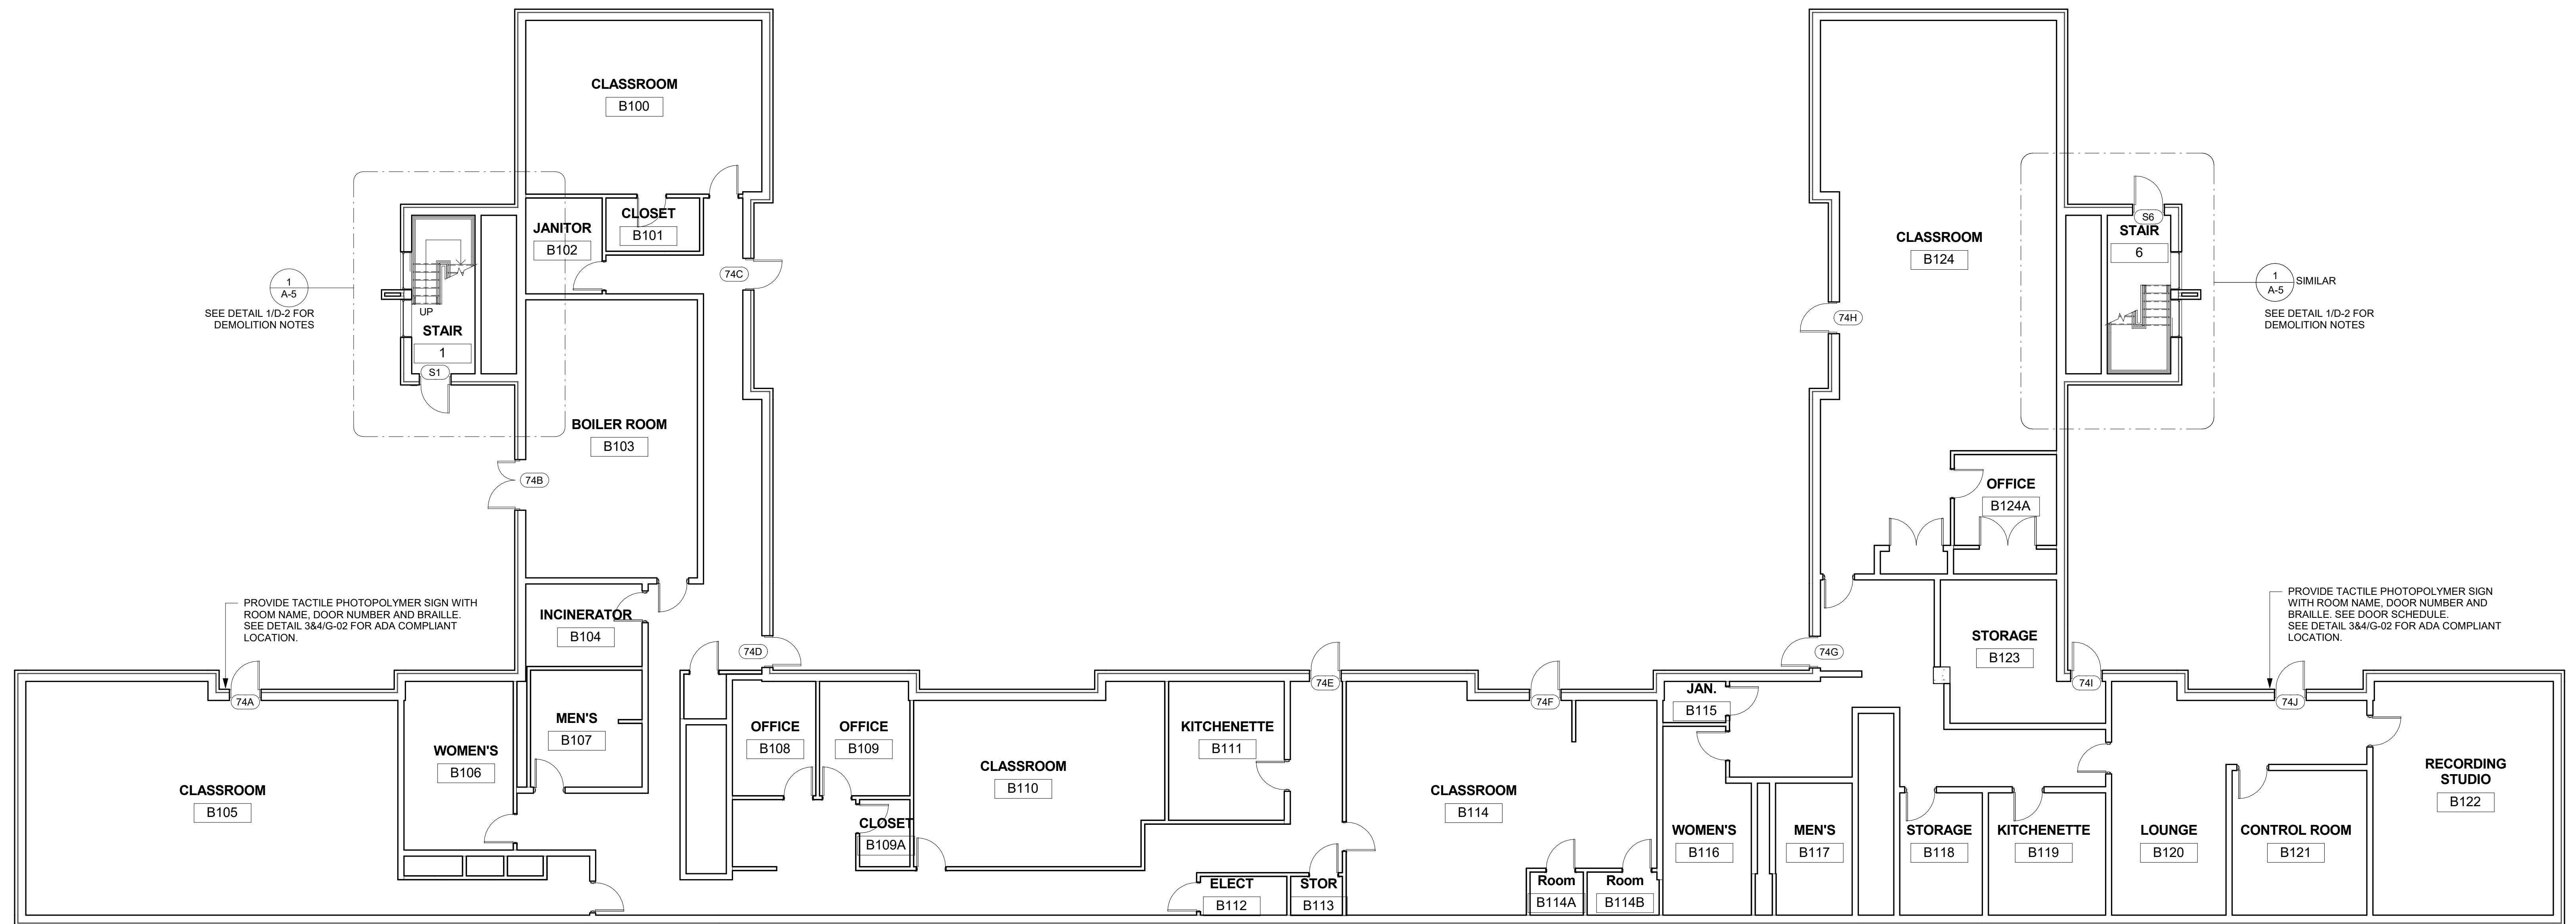 CLASSROOM
B100
CLOSET
B101
JANITOR
B102
74C
1
A-5
SEE DETAIL 1/D-2 FOR
DEMOLITION NOTES
UP
STAIR
1
S1
BOILER ROOM
B103
74B
INCINERATOR
B104
PROVIDE TACTILE PHOTOPOLYMER SIGN WITH
ROOM NAME, DOOR NUMBER AND BRAILLE.
SEE DETAIL 3&4/G-02 FOR ADA COMPLIANT
LOCATION.
74A
CLASSROOM
B105
WOMEN'S
B106
MEN'S
B107
74D
OFFICE
B108
OFFICE
B109
CLOSET
B109A
CLASSROOM
B110
KITCHENETTE
B111
74E
ELECT
B112
STOR
B113
CLASSROOM
B114
74F
Room
B114A
Room
B114B
JAN.
B115
WOMEN'S
B116
MEN'S
B117
CLASSROOM
B124
74H
S6
STAIR
6
1
A-5
SIMILAR
SEE DETAIL 1/D-2 FOR
DEMOLITION NOTES
OFFICE
B124A
74G
STORAGE
B123
74I
PROVIDE TACTILE PHOTOPOLYMER SIGN
WITH ROOM NAME, DOOR NUMBER AND
BRAILLE. SEE DOOR SCHEDULE.
SEE DETAIL 3&4/G-02 FOR ADA COMPLIANT
LOCATION.
74J
STORAGE
B118
KITCHENETTE
B119
LOUNGE
B120
CONTROL ROOM
B121
RECORDING
STUDIO
B122